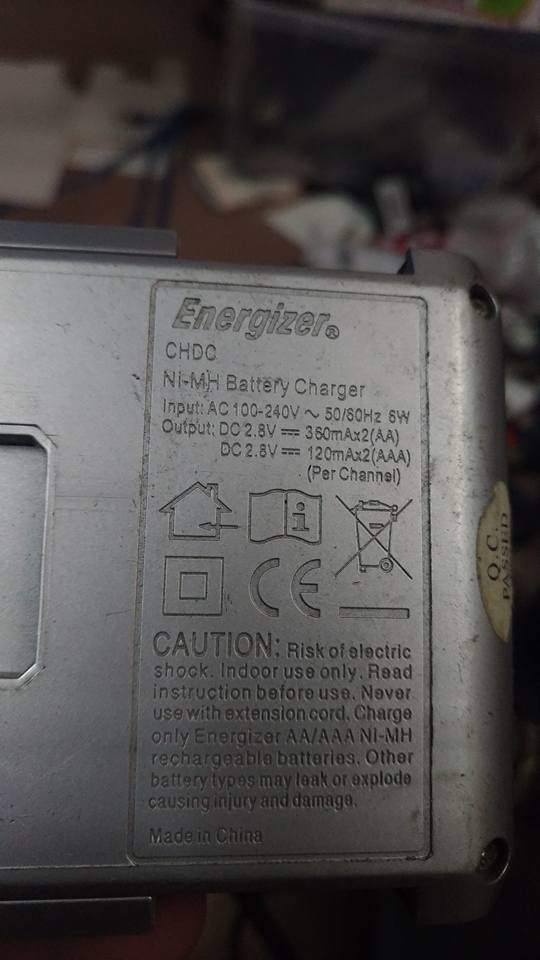 Energizer®
CHDC
Ni-MH Battery Charger
Input: AC 100-240V ~ 50/60Hz 6W
Output: DC 2.8V ⎓ 360mAx2(AA)
DC 2.8V ⎓ 120mAx2(AAA)
(Per Channel)
i
CE
CAUTION: Risk of electric
shock. Indoor use only. Read
instruction before use. Never
use with extension cord. Charge
only Energizer AA/AAA NI-MH
rechargeable batteries. Other
battery types may leak or explode
causing injury and damage.
Made in China
Q.C.
PASSED